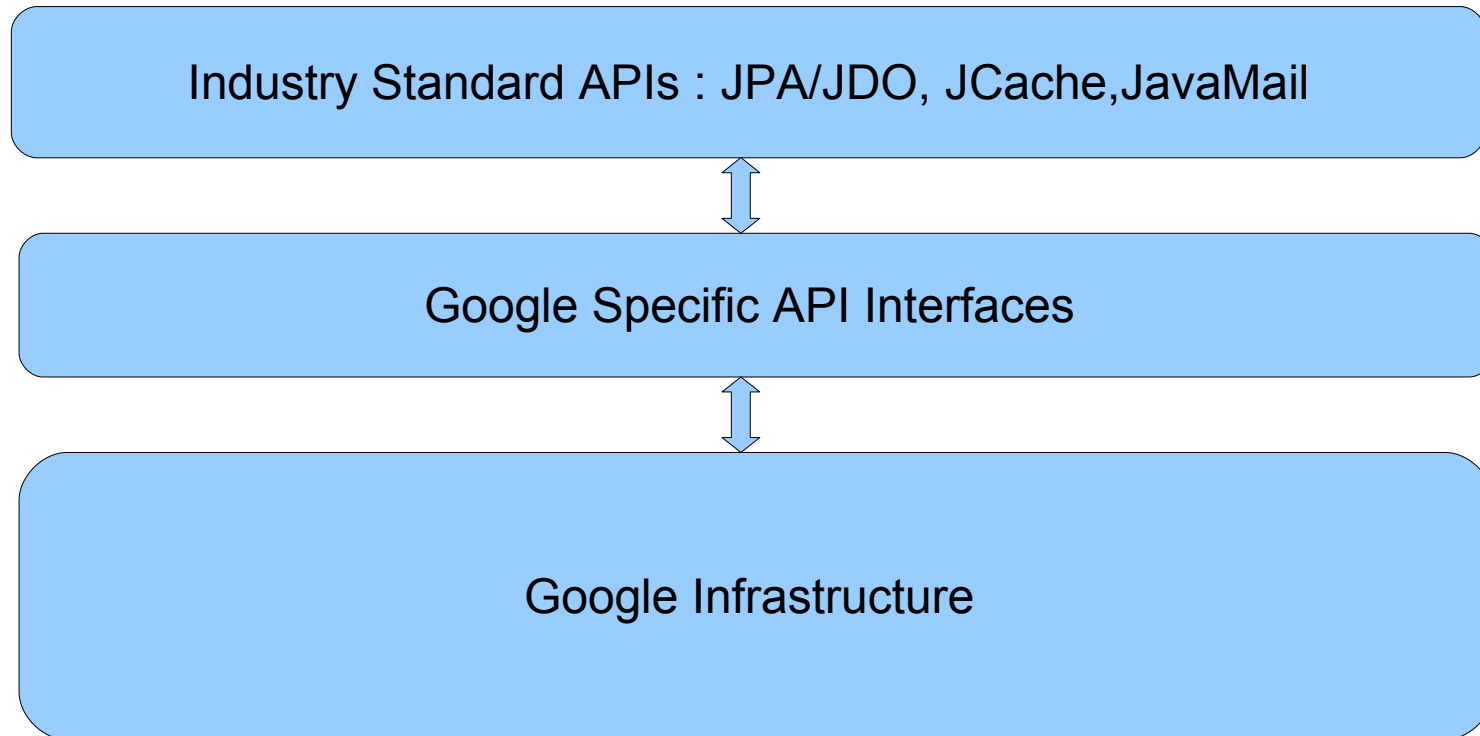 Industry Standard APIs : JPA/JDO, JCache,JavaMail
Google Specific API Interfaces
Google Infrastructure